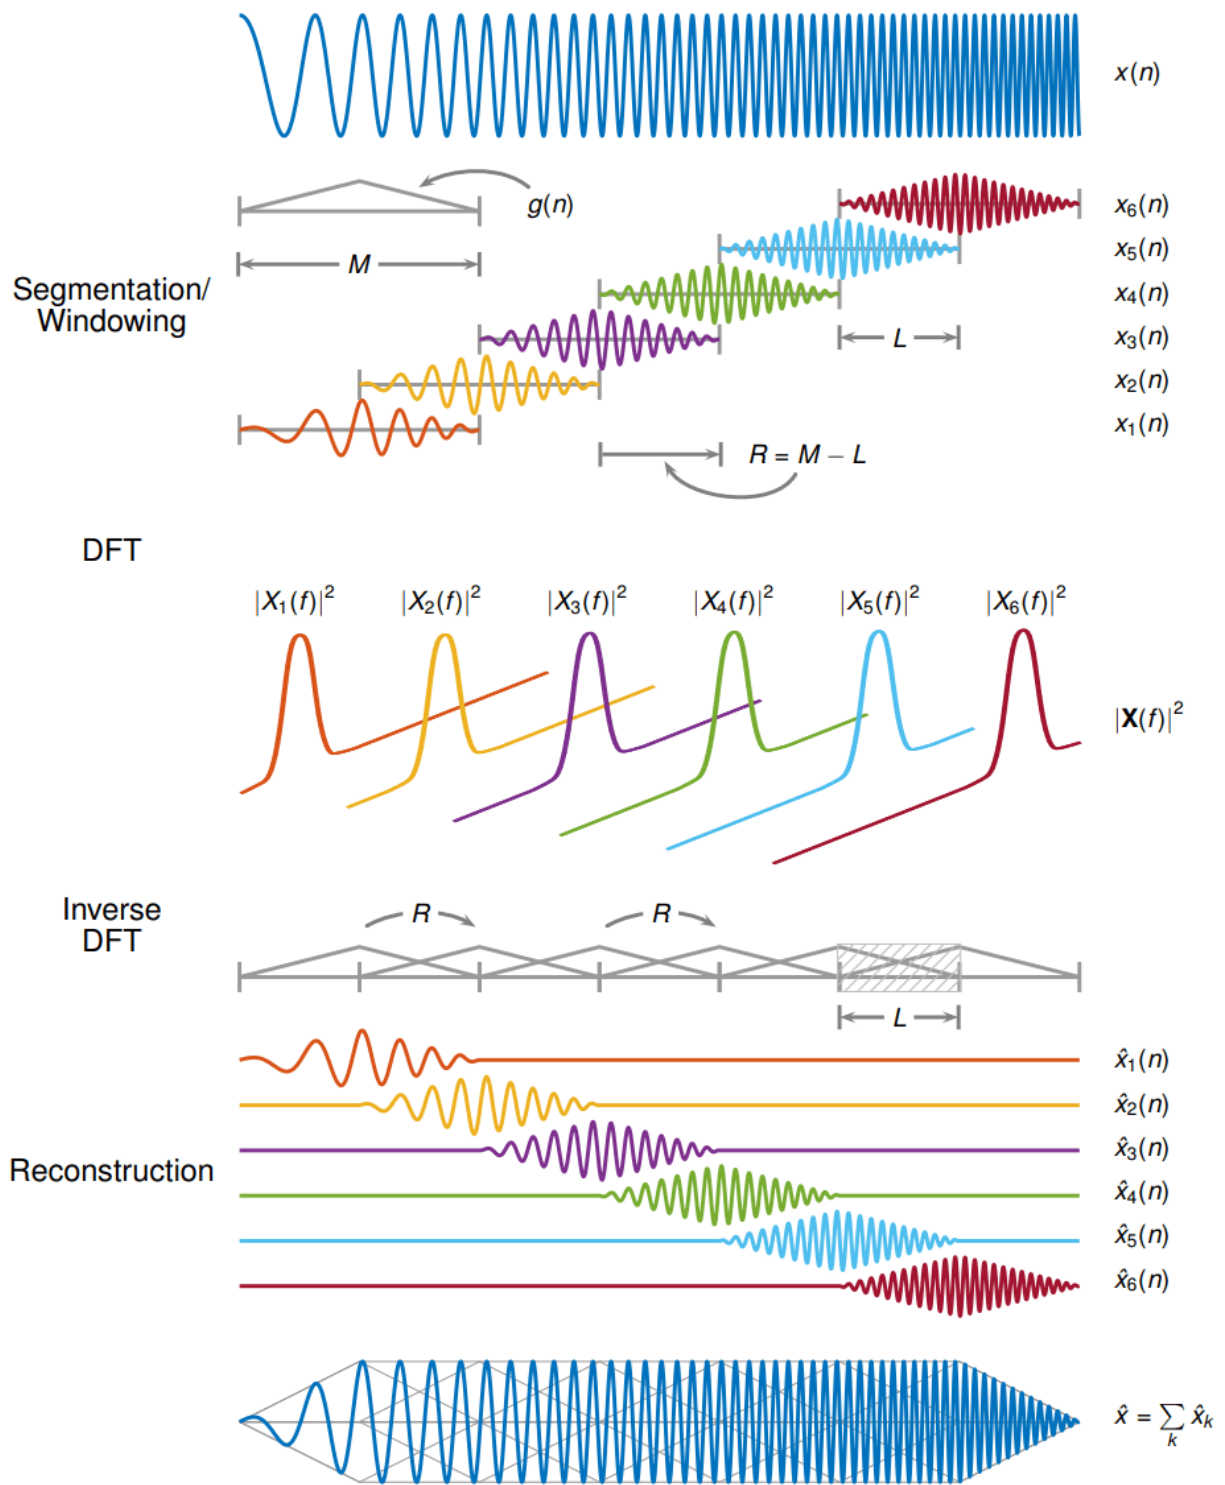 x(n)
g(n)
x₆(n)
x₅(n)
M
Segmentation/
Windowing
x₄(n)
x₃(n)
L
x₂(n)
x₁(n)
R = M − L
DFT
|X₁(f)|² |X₂(f)|² |X₃(f)|² |X₄(f)|² |X₅(f)|² |X₆(f)|²
|𝐗(f)|²
Inverse
DFT
R R
L
x̂₁(n)
x̂₂(n)
x̂₃(n)
Reconstruction
x̂₄(n)
x̂₅(n)
x̂₆(n)
x̂ = ∑ x̂ₖ
k